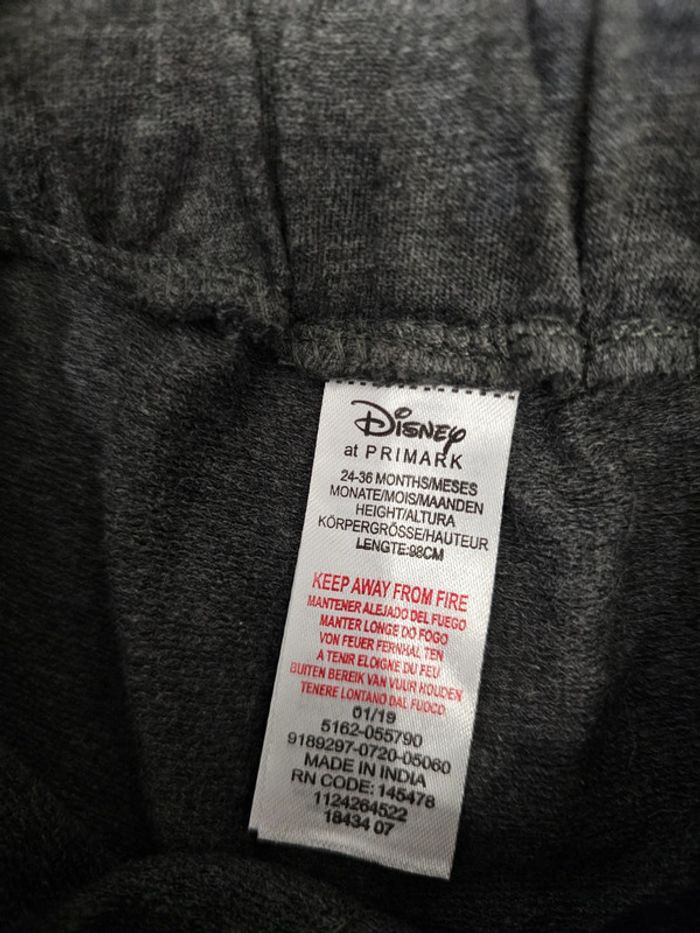 Disney
at PRIMARK
24-36 MONTHS/MESES
MONATE/MOIS/MAANDEN
HEIGHT/ALTURA
KÖRPERGRÖSSE/HAUTEUR
LENGTE:98CM
KEEP AWAY FROM FIRE
MANTENER ALEJADO DEL FUEGO
MANTER LONGE DO FOGO
VON FEUER FERNHAL TEN
A TENIR ELOIGNE DU FEU
BUITEN BEREIK VAN VUUR HOUDEN
TENERE LONTANO DAL FUOCO
01/19
5162-055790
9189297-0720-05060
MADE IN INDIA
RN CODE: 145478
1124264522
18434 07